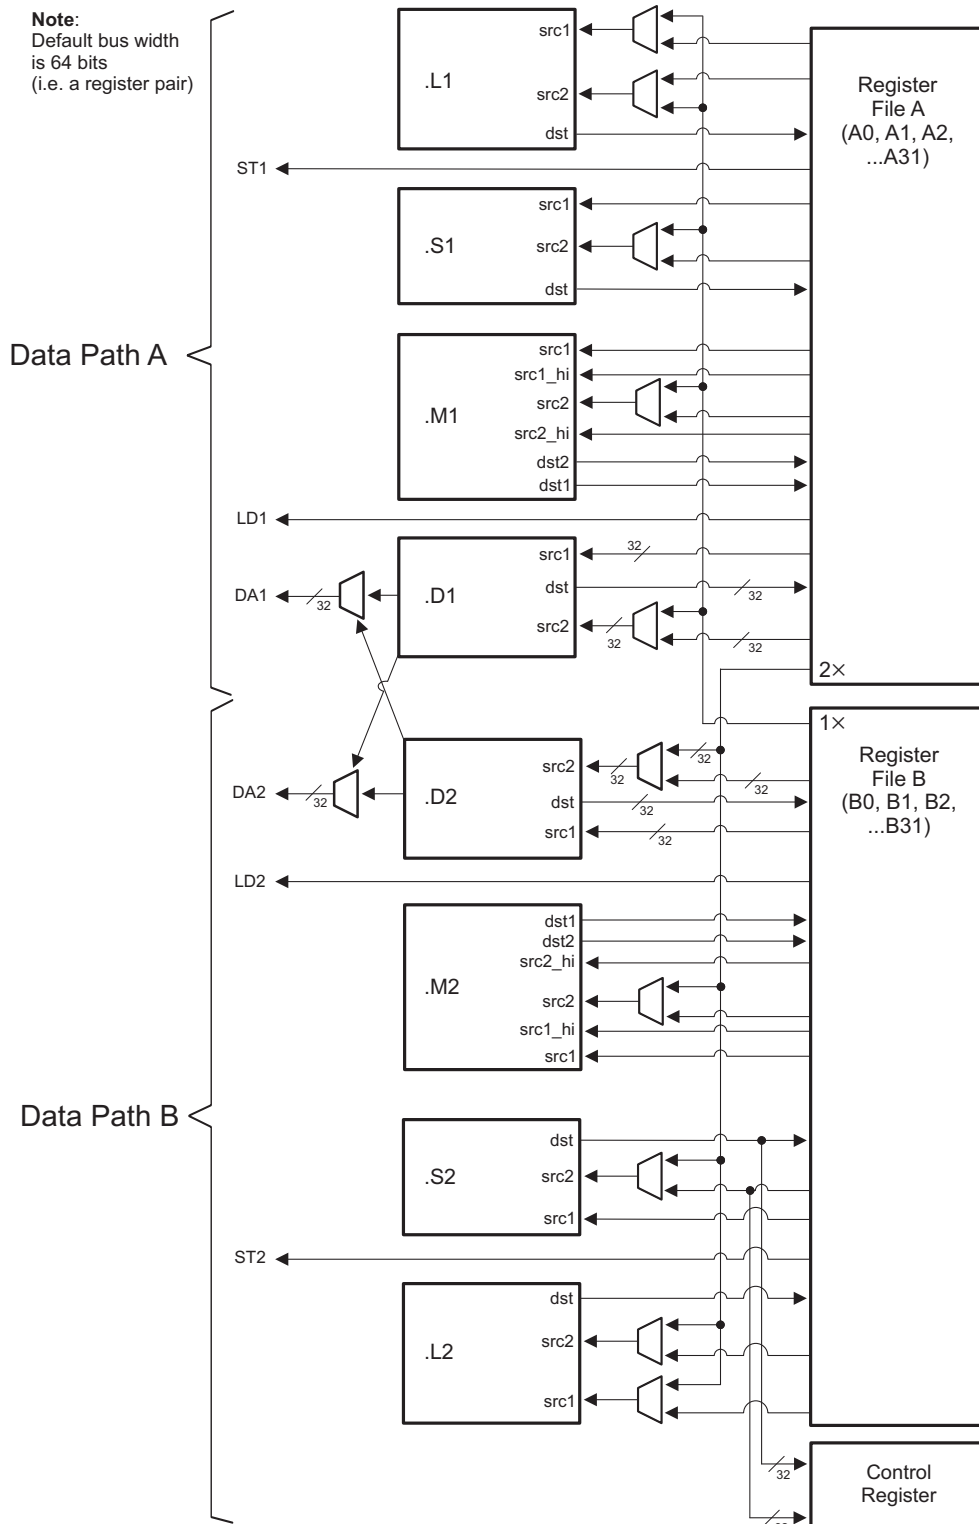 Note:
Default bus width
is 64 bits
(i.e. a register pair)
src1
.L1
src2
dst
Register
File A
(A0, A1, A2,
...A31)
ST1
src1
.S1
src2
dst
Data Path A
src1
src1_hi
src2
.M1
src2_hi
dst2
dst1
LD1
src1
32
.D1
dst
32
DA1
32
src2
32
32
2×
1×
Register
File B
(B0, B1, B2,
...B31)
src2
32
32
32
.D2
dst
32
DA2
32
src1
32
LD2
dst1
dst2
src2_hi
.M2
src2
src1_hi
src1
Data Path B
dst
.S2
src2
src1
ST2
dst
.L2
src2
src1
32
Control
Register